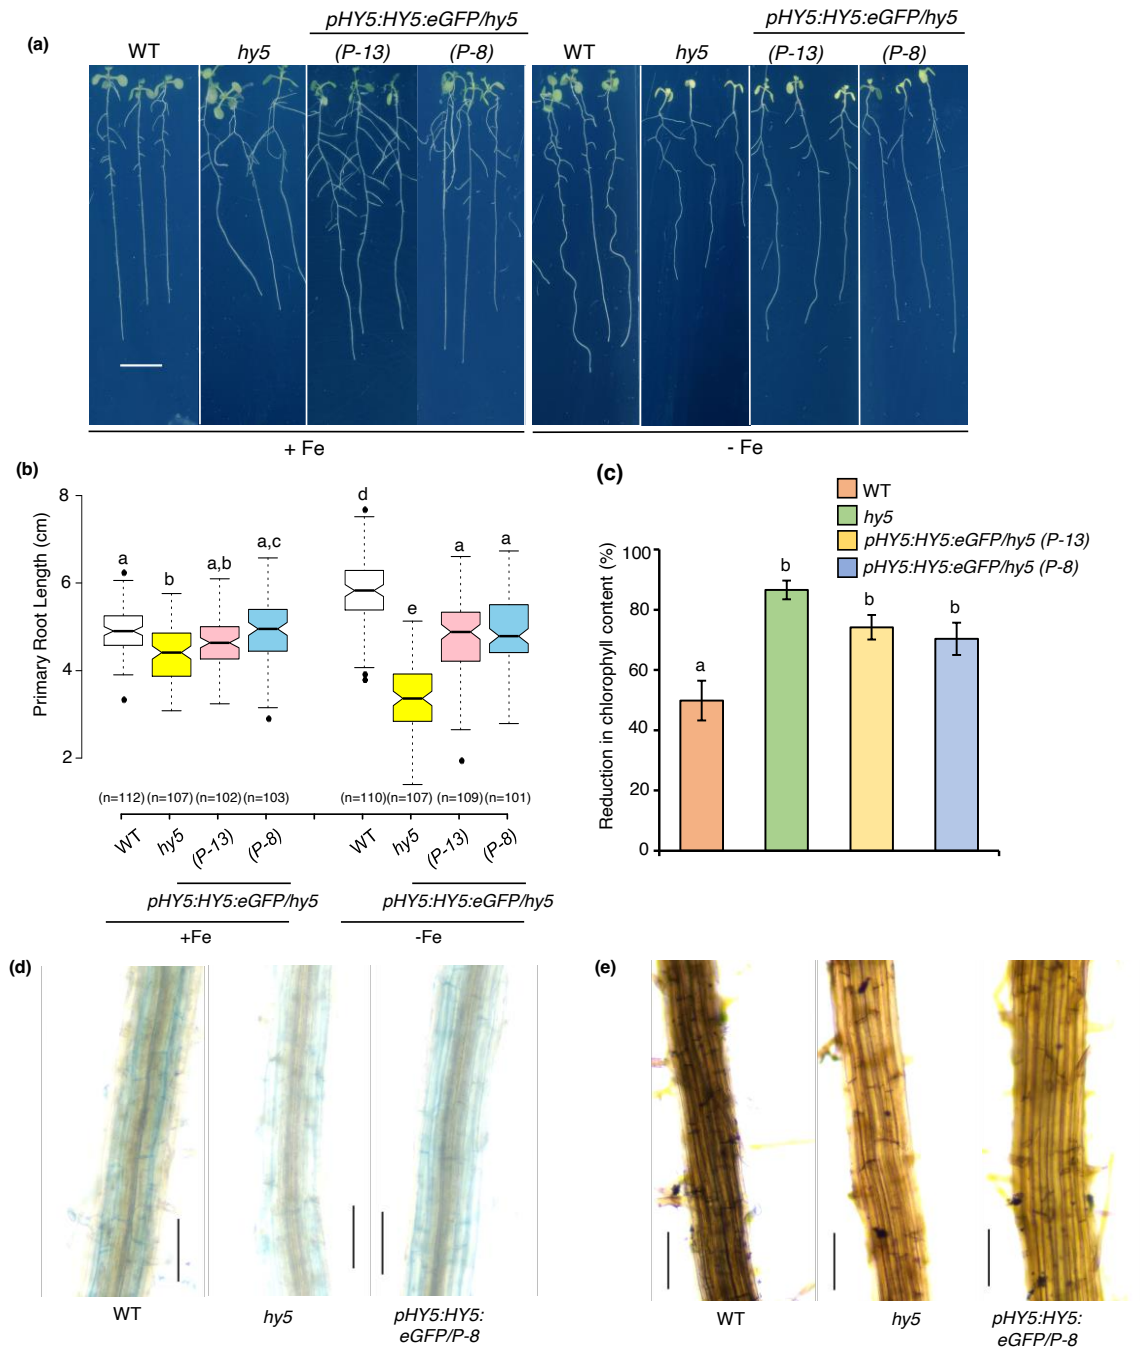 pHY5:HY5:eGFP/hy5 pHY5:HY5:eGFP/hy5
(a)
WT hy5 (P-13) (P-8) WT hy5 (P-13) (P-8)
+ Fe - Fe
(b)
Primary Root Length (cm)
8
6
4
2
a b a,b a,c d e a a
(n=112) (n=107) (n=102) (n=103) (n=110) (n=107) (n=109) (n=101)
WT hy5 (P-13) (P-8) WT hy5 (P-13) (P-8)
pHY5:HY5:eGFP/hy5 pHY5:HY5:eGFP/hy5
+Fe -Fe
(c)
WT
hy5
pHY5:HY5:eGFP/hy5 (P-13)
pHY5:HY5:eGFP/hy5 (P-8)
Reduction in chlorophyll content (%)
100
80
60
40
20
0
a b b b
(d)
WT hy5 pHY5:HY5:
eGFP/P-8
(e)
WT hy5 pHY5:HY5:
eGFP/P-8